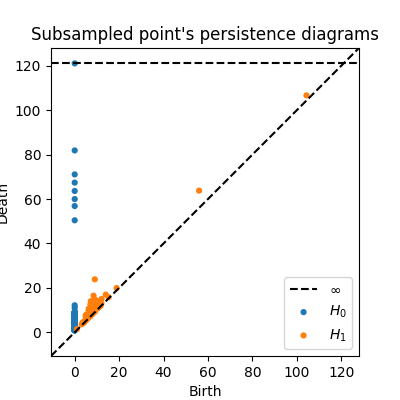 Subsampled point's persistence diagrams
120
100
80
60
40
20
0
Death
∞
H₀
H₁
0 20 40 60 80 100 120
Birth